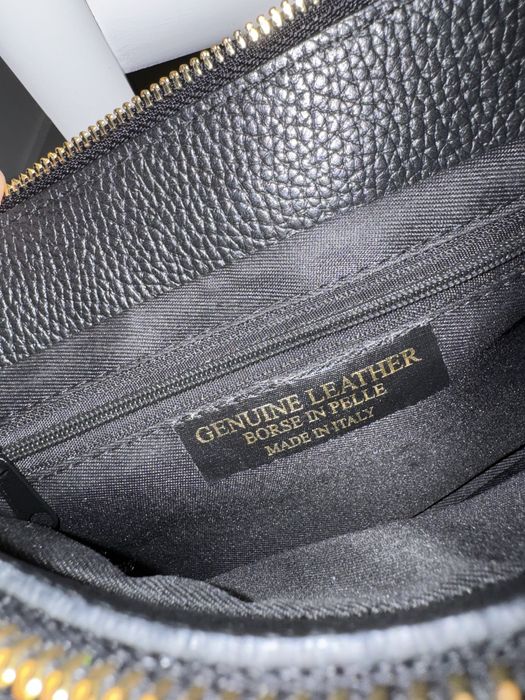 GENUINE LEATHER
BORSE IN PELLE
MADE IN ITALY